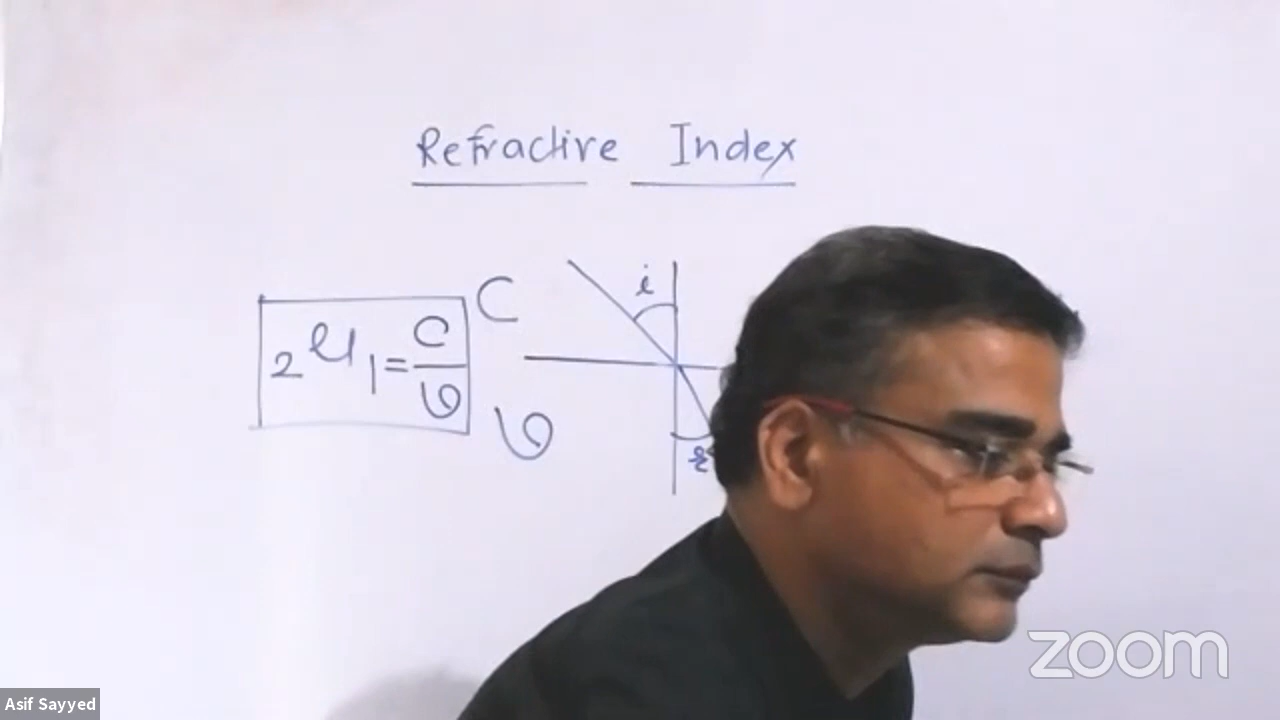 Refractive Index
i
C
₂μ₁ = C/v
v
r
zoom
Asif Sayyed